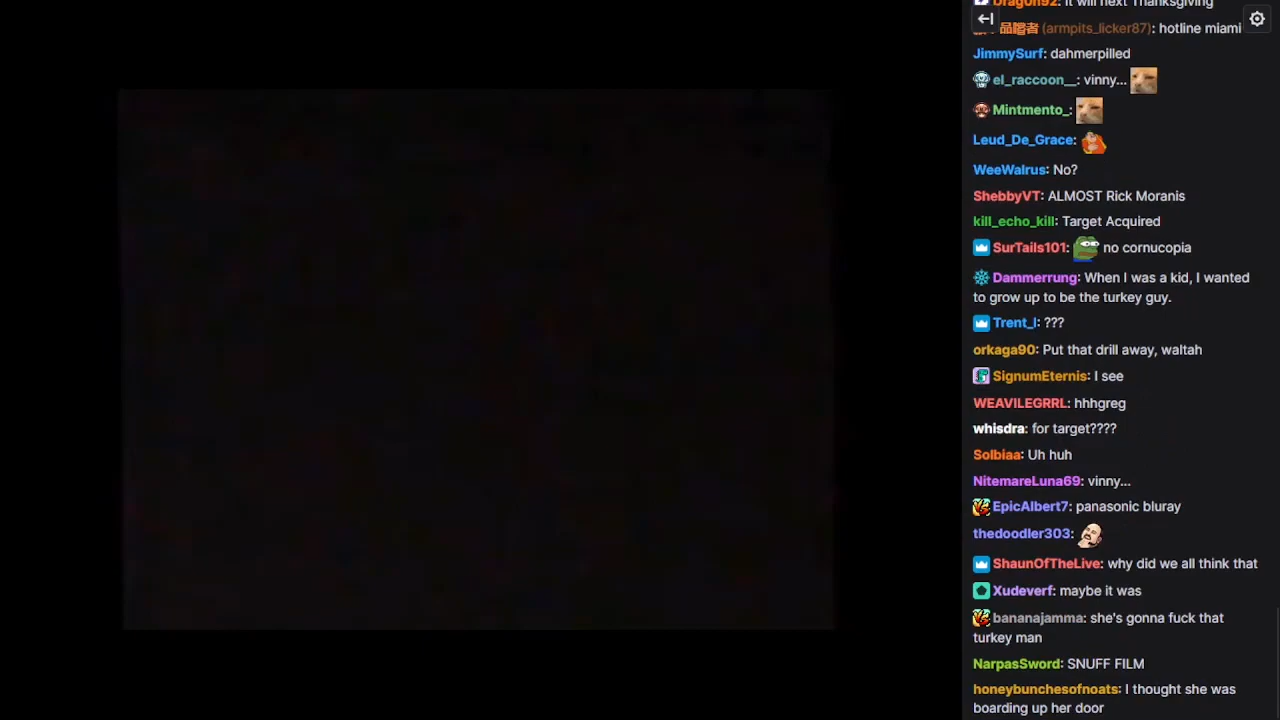 Drag0n92: It will next Thanksgiving
(armpits_licker87): hotline miami
JimmySurf: dahmerpilled
el_raccoon__: vinny...
Mintmento_:
Leud_De_Grace:
WeeWalrus: No?
ShebbyVT: ALMOST Rick Moranis
kill_echo_kill: Target Acquired
SurTails101: no cornucopia
Dammerrung: When I was a kid, I wanted
to grow up to be the turkey guy.
Trent_I: ???
orkaga90: Put that drill away, waltah
SignumEternis: I see
WEAVILEGRRL: hhhgreg
whisdra: for target????
Solbiaa: Uh huh
NitemareLuna69: vinny...
EpicAlbert7: panasonic bluray
thedoodler303:
ShaunOfTheLive: why did we all think that
Xudeverf: maybe it was
bananajamma: she's gonna fuck that
turkey man
NarpasSword: SNUFF FILM
honeybunchesofnoats: I thought she was
boarding up her door